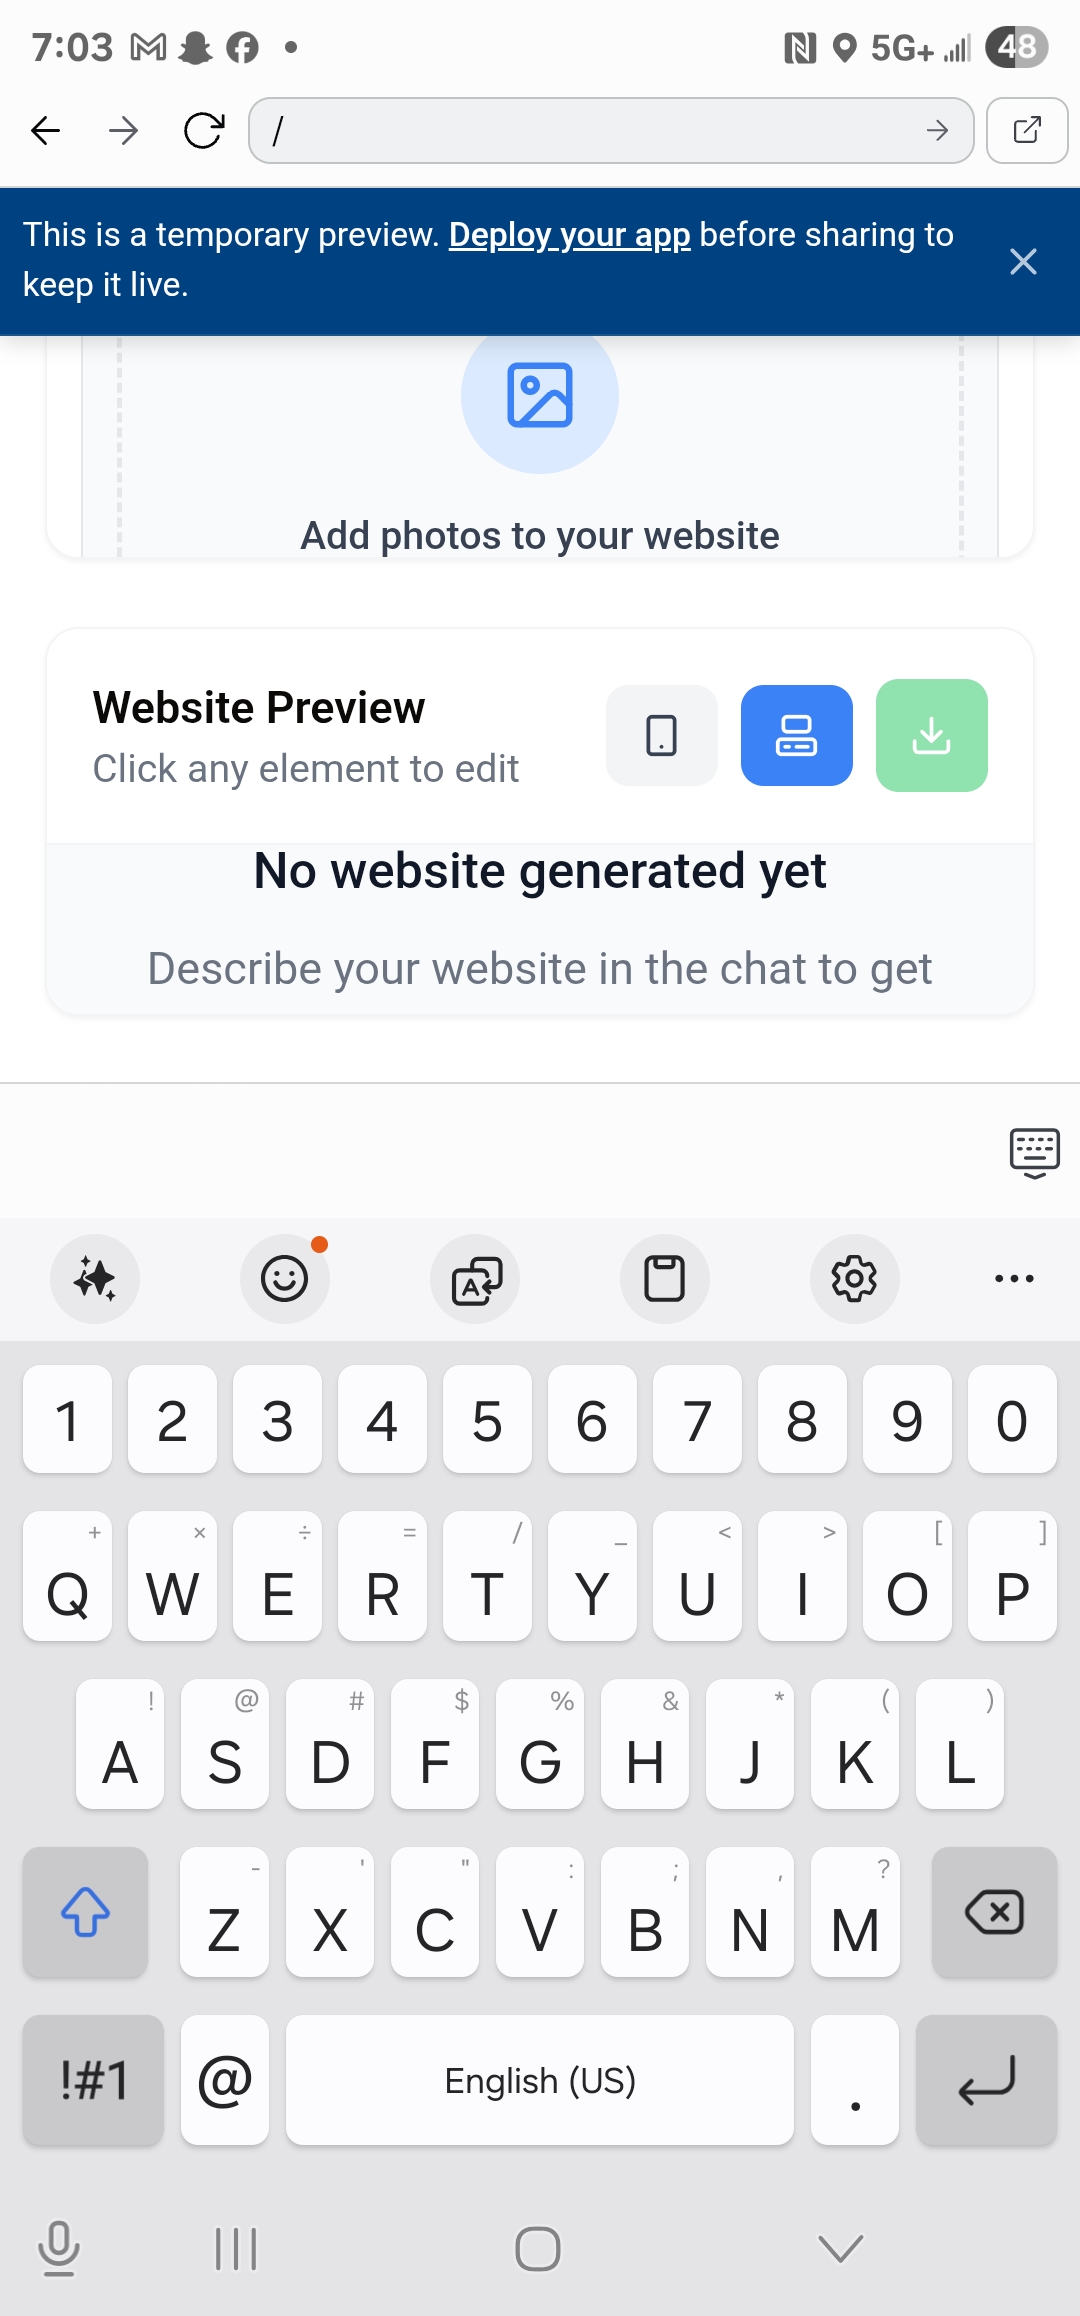 7:03
5G+
48
/
This is a temporary preview. Deploy your app before sharing to
keep it live.
Add photos to your website
Website Preview
Click any element to edit
No website generated yet
Describe your website in the chat to get
1 2 3 4 5 6 7 8 9 0
+ × ÷ = / _ < > [ ]
Q W E R T Y U I O P
! @ # $ % & * ( )
A S D F G H J K L
- ' " : ; , ?
Z X C V B N M
!#1 @ English (US) .